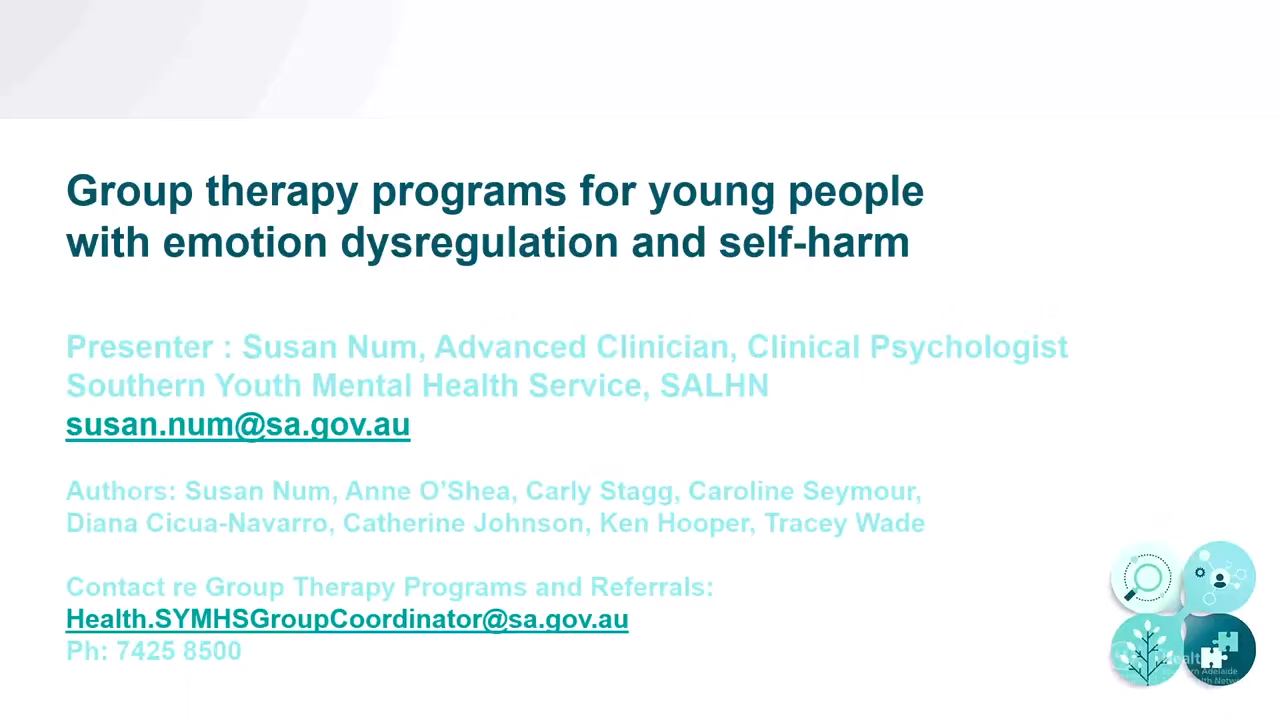 Group therapy programs for young people
with emotion dysregulation and self-harm
Presenter : Susan Num, Advanced Clinician, Clinical Psychologist
Southern Youth Mental Health Service, SALHN
susan.num@sa.gov.au
Authors: Susan Num, Anne O’Shea, Carly Stagg, Caroline Seymour,
Diana Cicua-Navarro, Catherine Johnson, Ken Hooper, Tracey Wade
Contact re Group Therapy Programs and Referrals:
Health.SYMHSGroupCoordinator@sa.gov.au
Ph: 7425 8500
Adelaide